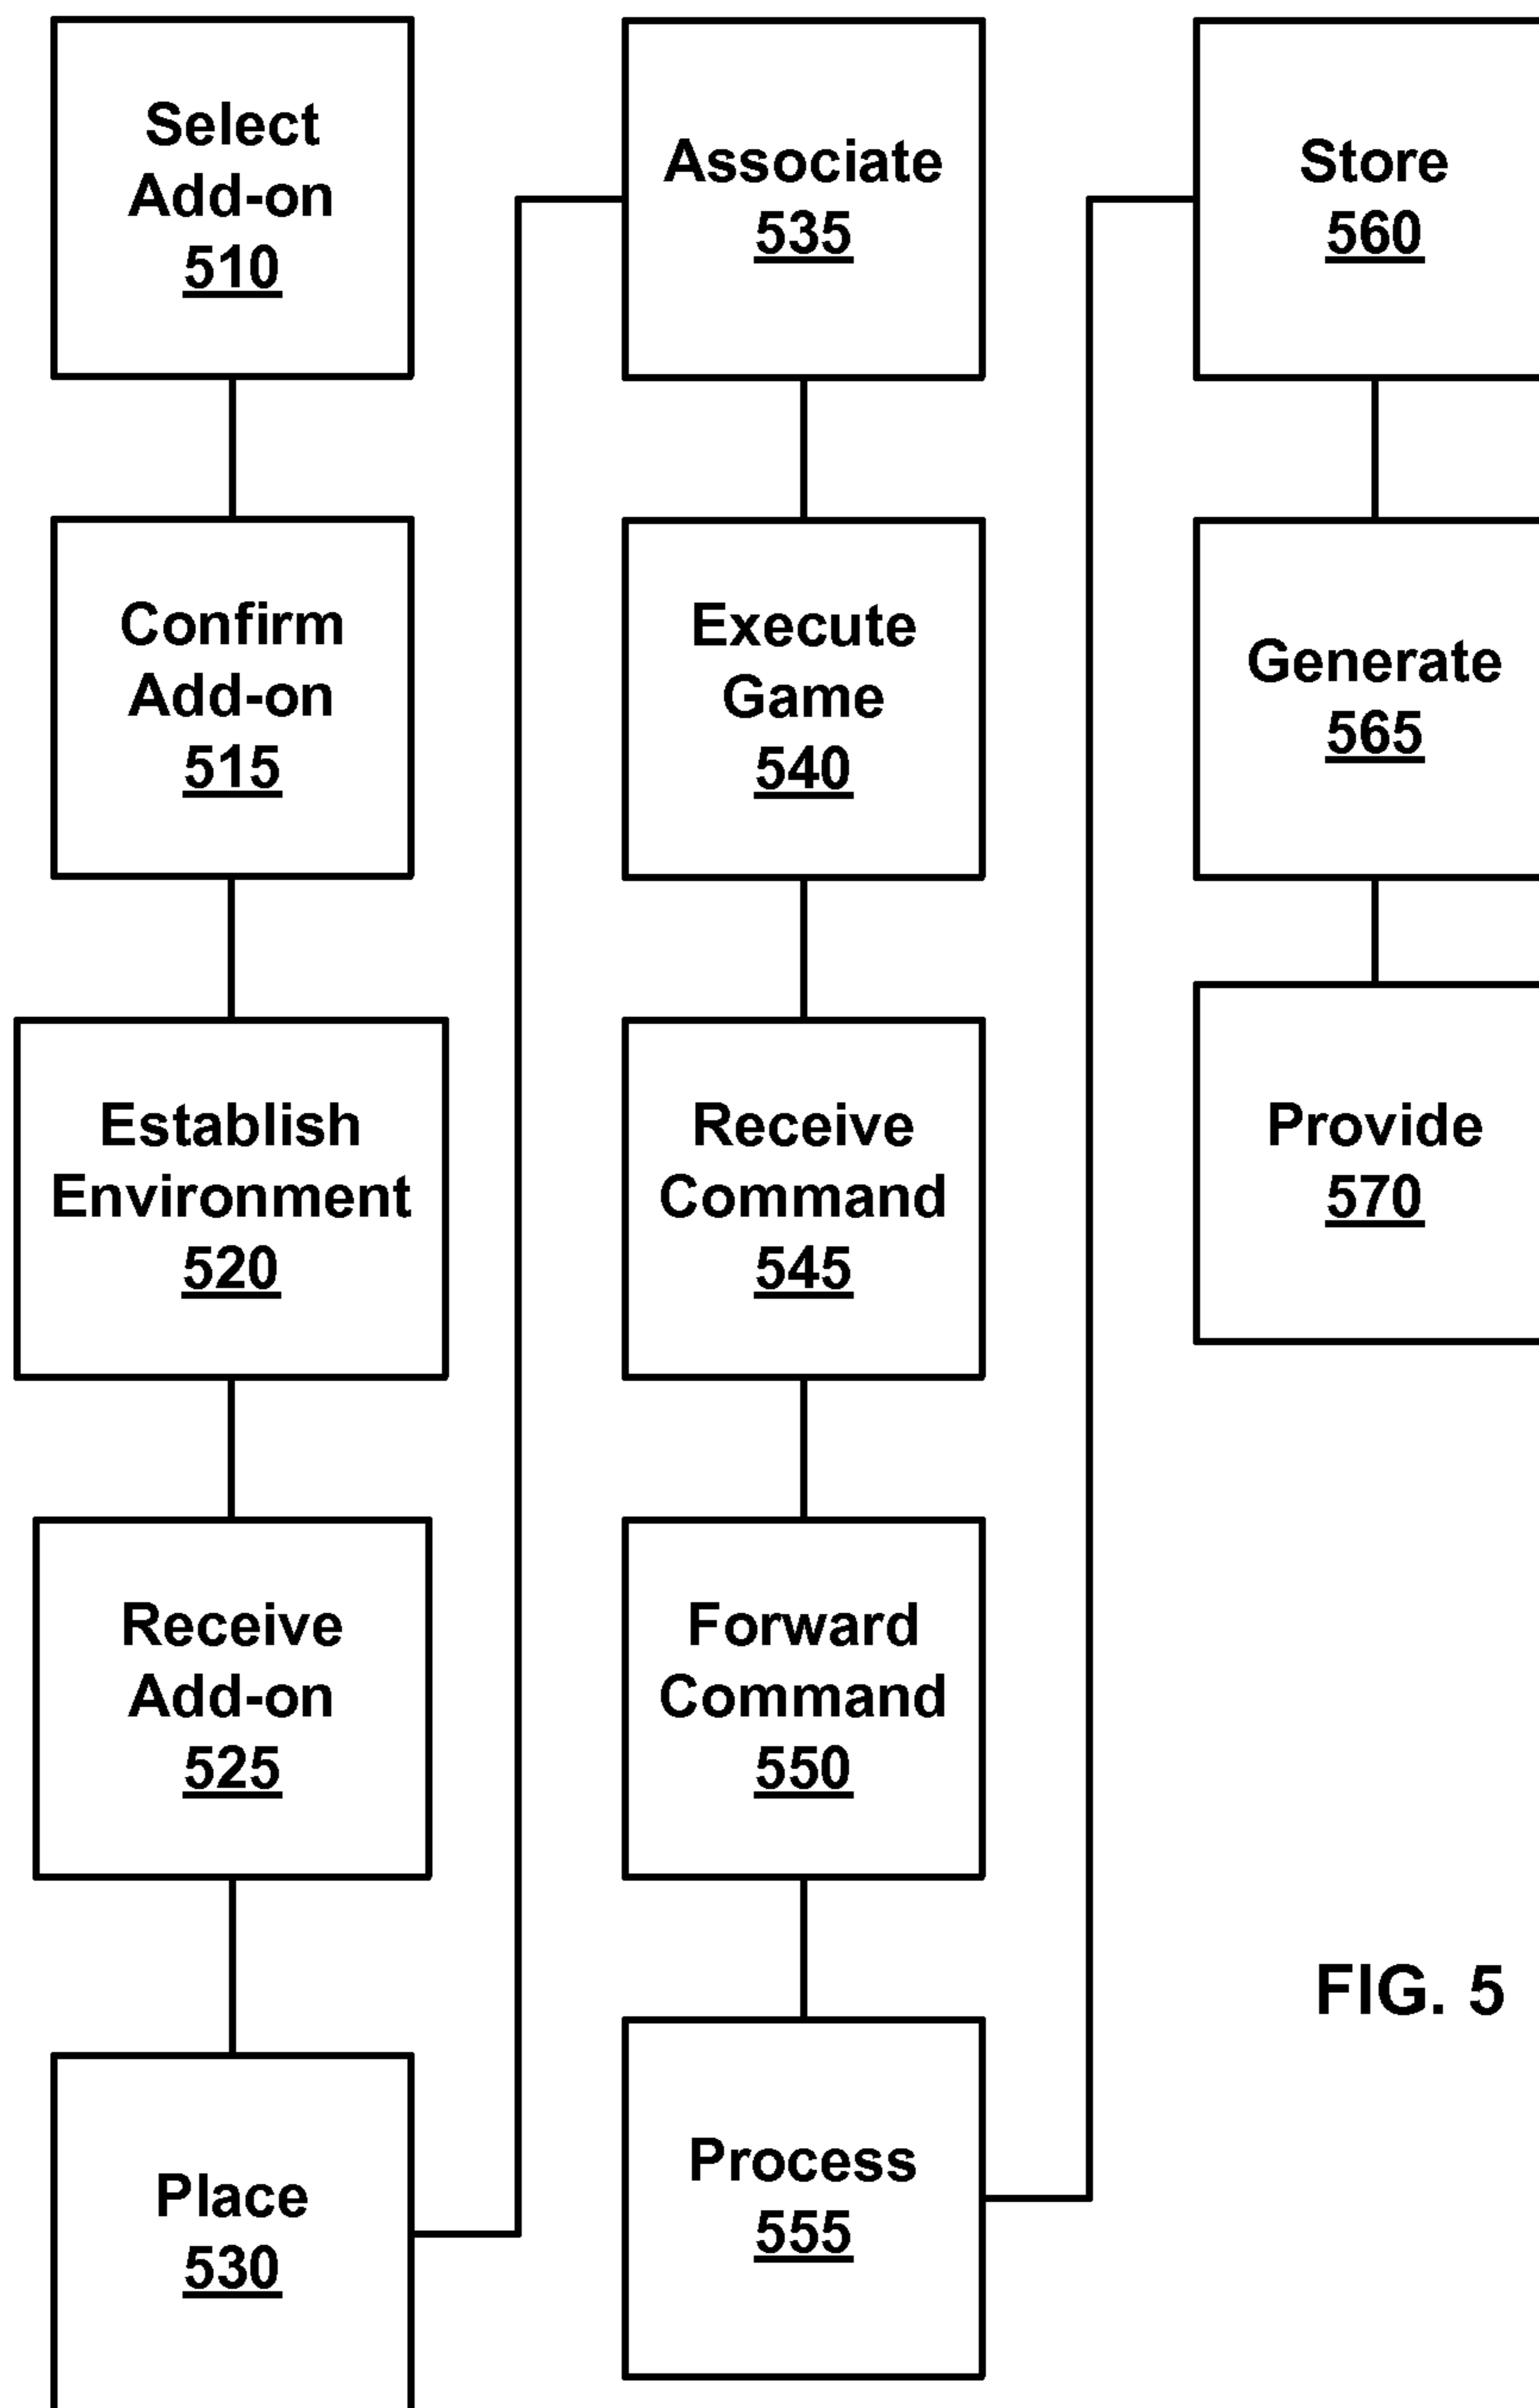 Select
Add-on
510
Confirm
Add-on
515
Establish
Environment
520
Receive
Add-on
525
Place
530
Associate
535
Execute
Game
540
Receive
Command
545
Forward
Command
550
Process
555
Store
560
Generate
565
Provide
570
FIG. 5